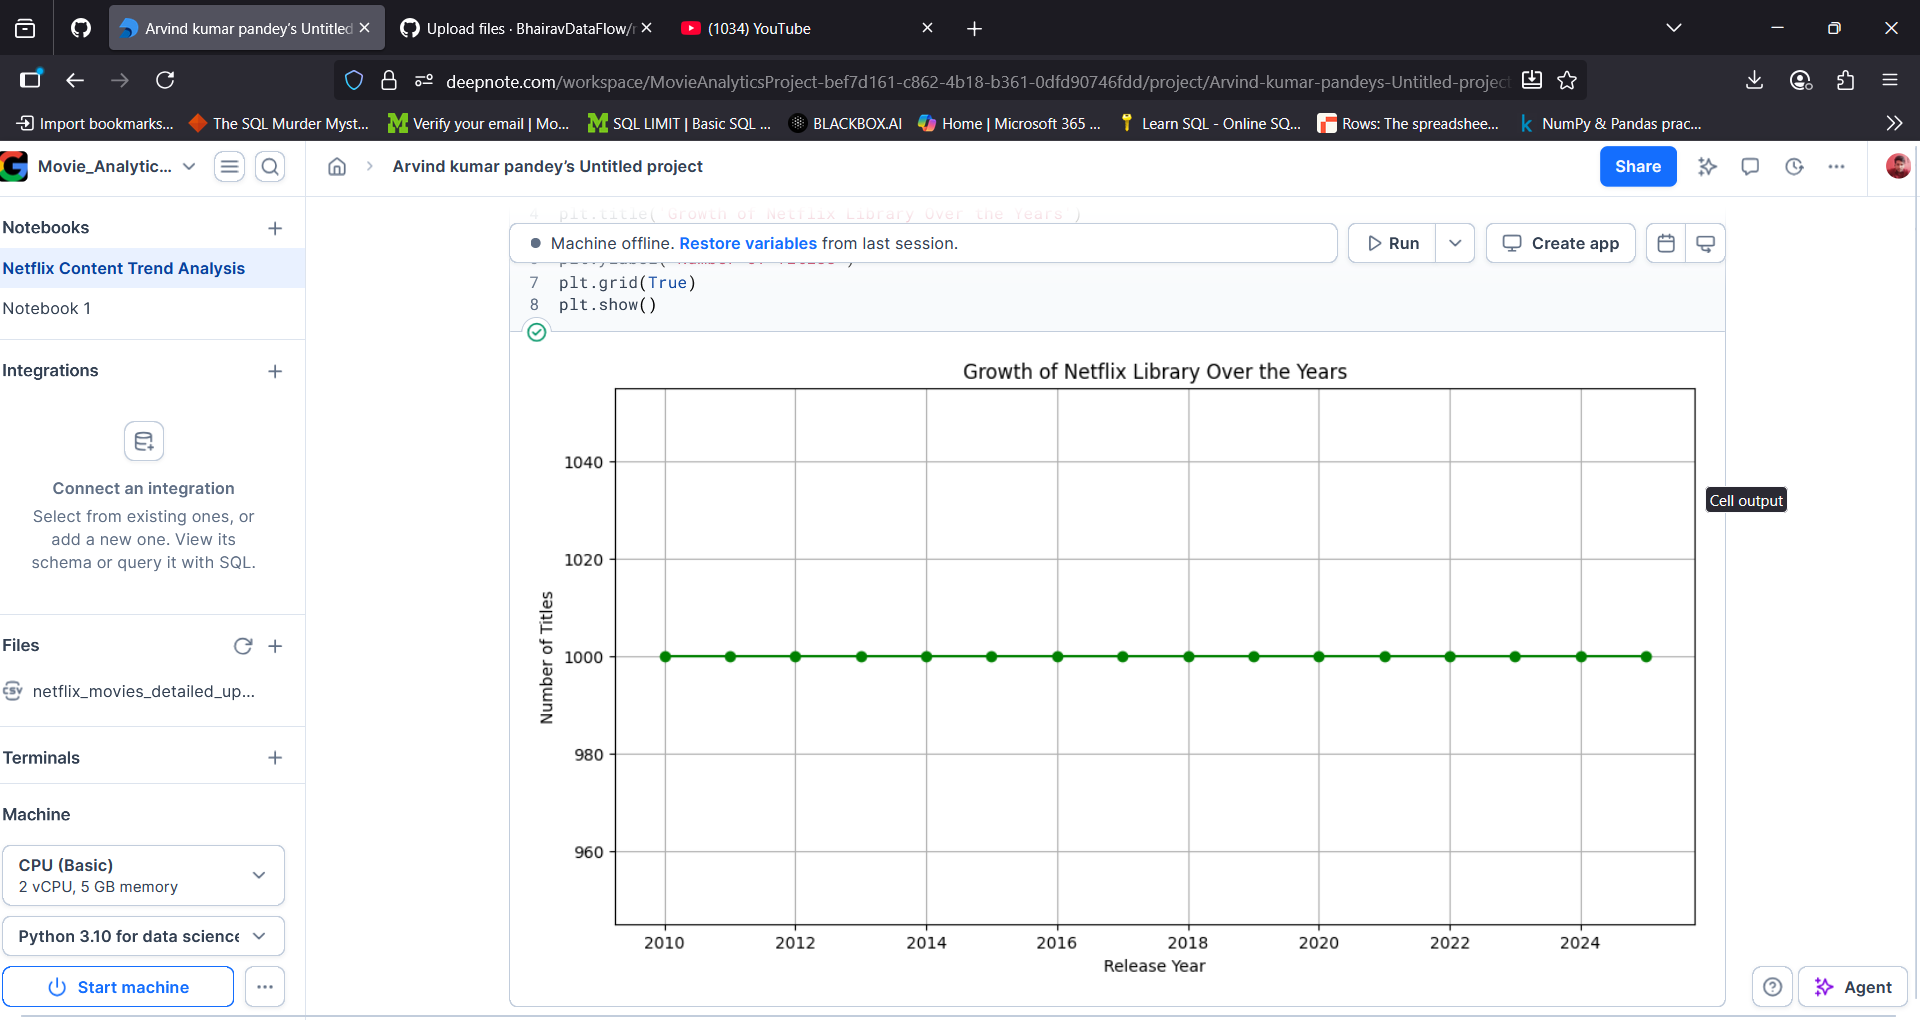 Arvind kumar pandey’s Untitled
Upload files · BhairavDataFlow/
(1034) YouTube
deepnote.com/workspace/MovieAnalyticsProject-bef7d161-c862-4b18-b361-0dfd90746fdd/project/Arvind-kumar-pandeys-Untitled-project
Import bookmarks...
The SQL Murder Myst...
Verify your email | Mo...
SQL LIMIT | Basic SQL ...
BLACKBOX.AI
Home | Microsoft 365 ...
Learn SQL - Online SQ...
Rows: The spreadshee...
NumPy & Pandas prac...
Movie_Analytic...
Arvind kumar pandey’s Untitled project
Share
Notebooks
Netflix Content Trend Analysis
Notebook 1
Integrations
Connect an integration
Select from existing ones, or
add a new one. View its
schema or query it with SQL.
Files
CSV
netflix_movies_detailed_up...
Terminals
Machine
CPU (Basic)
2 vCPU, 5 GB memory
Python 3.10 for data science
Start machine
4 plt.title('Growth of Netflix Library Over the Years')
Machine offline. Restore variables from last session.
Run
Create app
7 plt.grid(True)
8 plt.show()
Growth of Netflix Library Over the Years
1040
1020
1000
980
960
Number of Titles
2010
2012
2014
2016
2018
2020
2022
2024
Release Year
Cell output
Agent